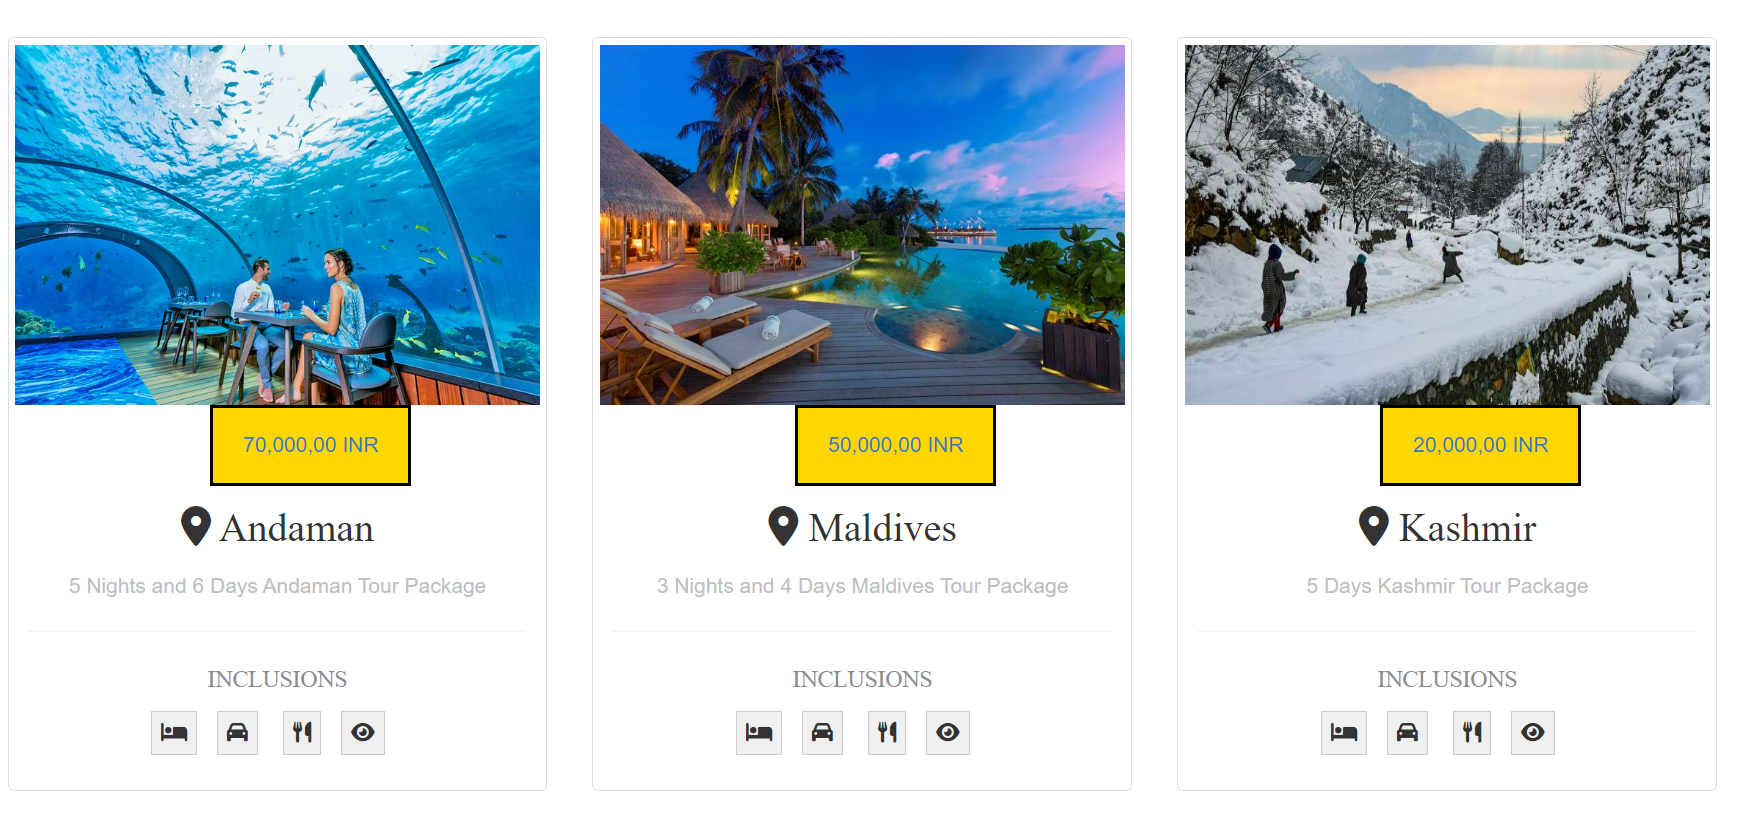 70,000,00 INR
Andaman
5 Nights and 6 Days Andaman Tour Package
INCLUSIONS
50,000,00 INR
Maldives
3 Nights and 4 Days Maldives Tour Package
INCLUSIONS
20,000,00 INR
Kashmir
5 Days Kashmir Tour Package
INCLUSIONS